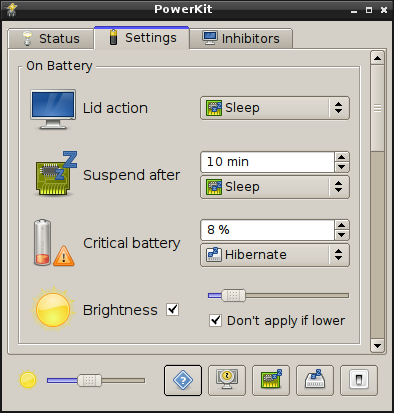 PowerKit
Status Settings Inhibitors
On Battery
Lid action Sleep
10 min
Suspend after
Sleep
8 %
Critical battery
Hibernate
Brightness
Don't apply if lower